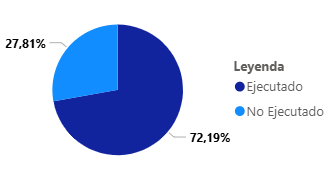 27,81%
Leyenda
Ejecutado
No Ejecutado
72,19%